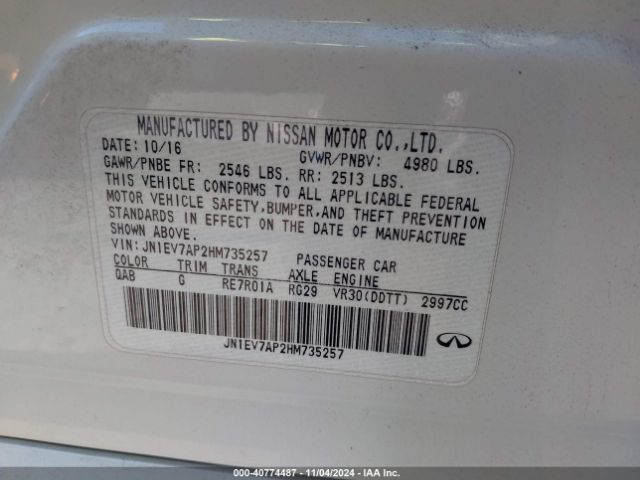 MANUFACTURED BY NISSAN MOTOR CO.,LTD.
DATE: 10/16 GVWR/PNBV: 4980 LBS.
GAWR/PNBE FR: 2546 LBS. RR: 2513 LBS.
THIS VEHICLE CONFORMS TO ALL APPLICABLE FEDERAL
MOTOR VEHICLE SAFETY,BUMPER,AND THEFT PREVENTION
STANDARDS IN EFFECT ON THE DATE OF MANUFACTURE
SHOWN ABOVE.
VIN:JN1EV7AP2HM735257 PASSENGER CAR
COLOR TRIM TRANS AXLE ENGINE
QAB G RE7R01A RG29 VR30(DDTT) 2997CC
JN1EV7AP2HM735257
INFINITI
000-40774487 - 11/04/2024 - IAA Inc.